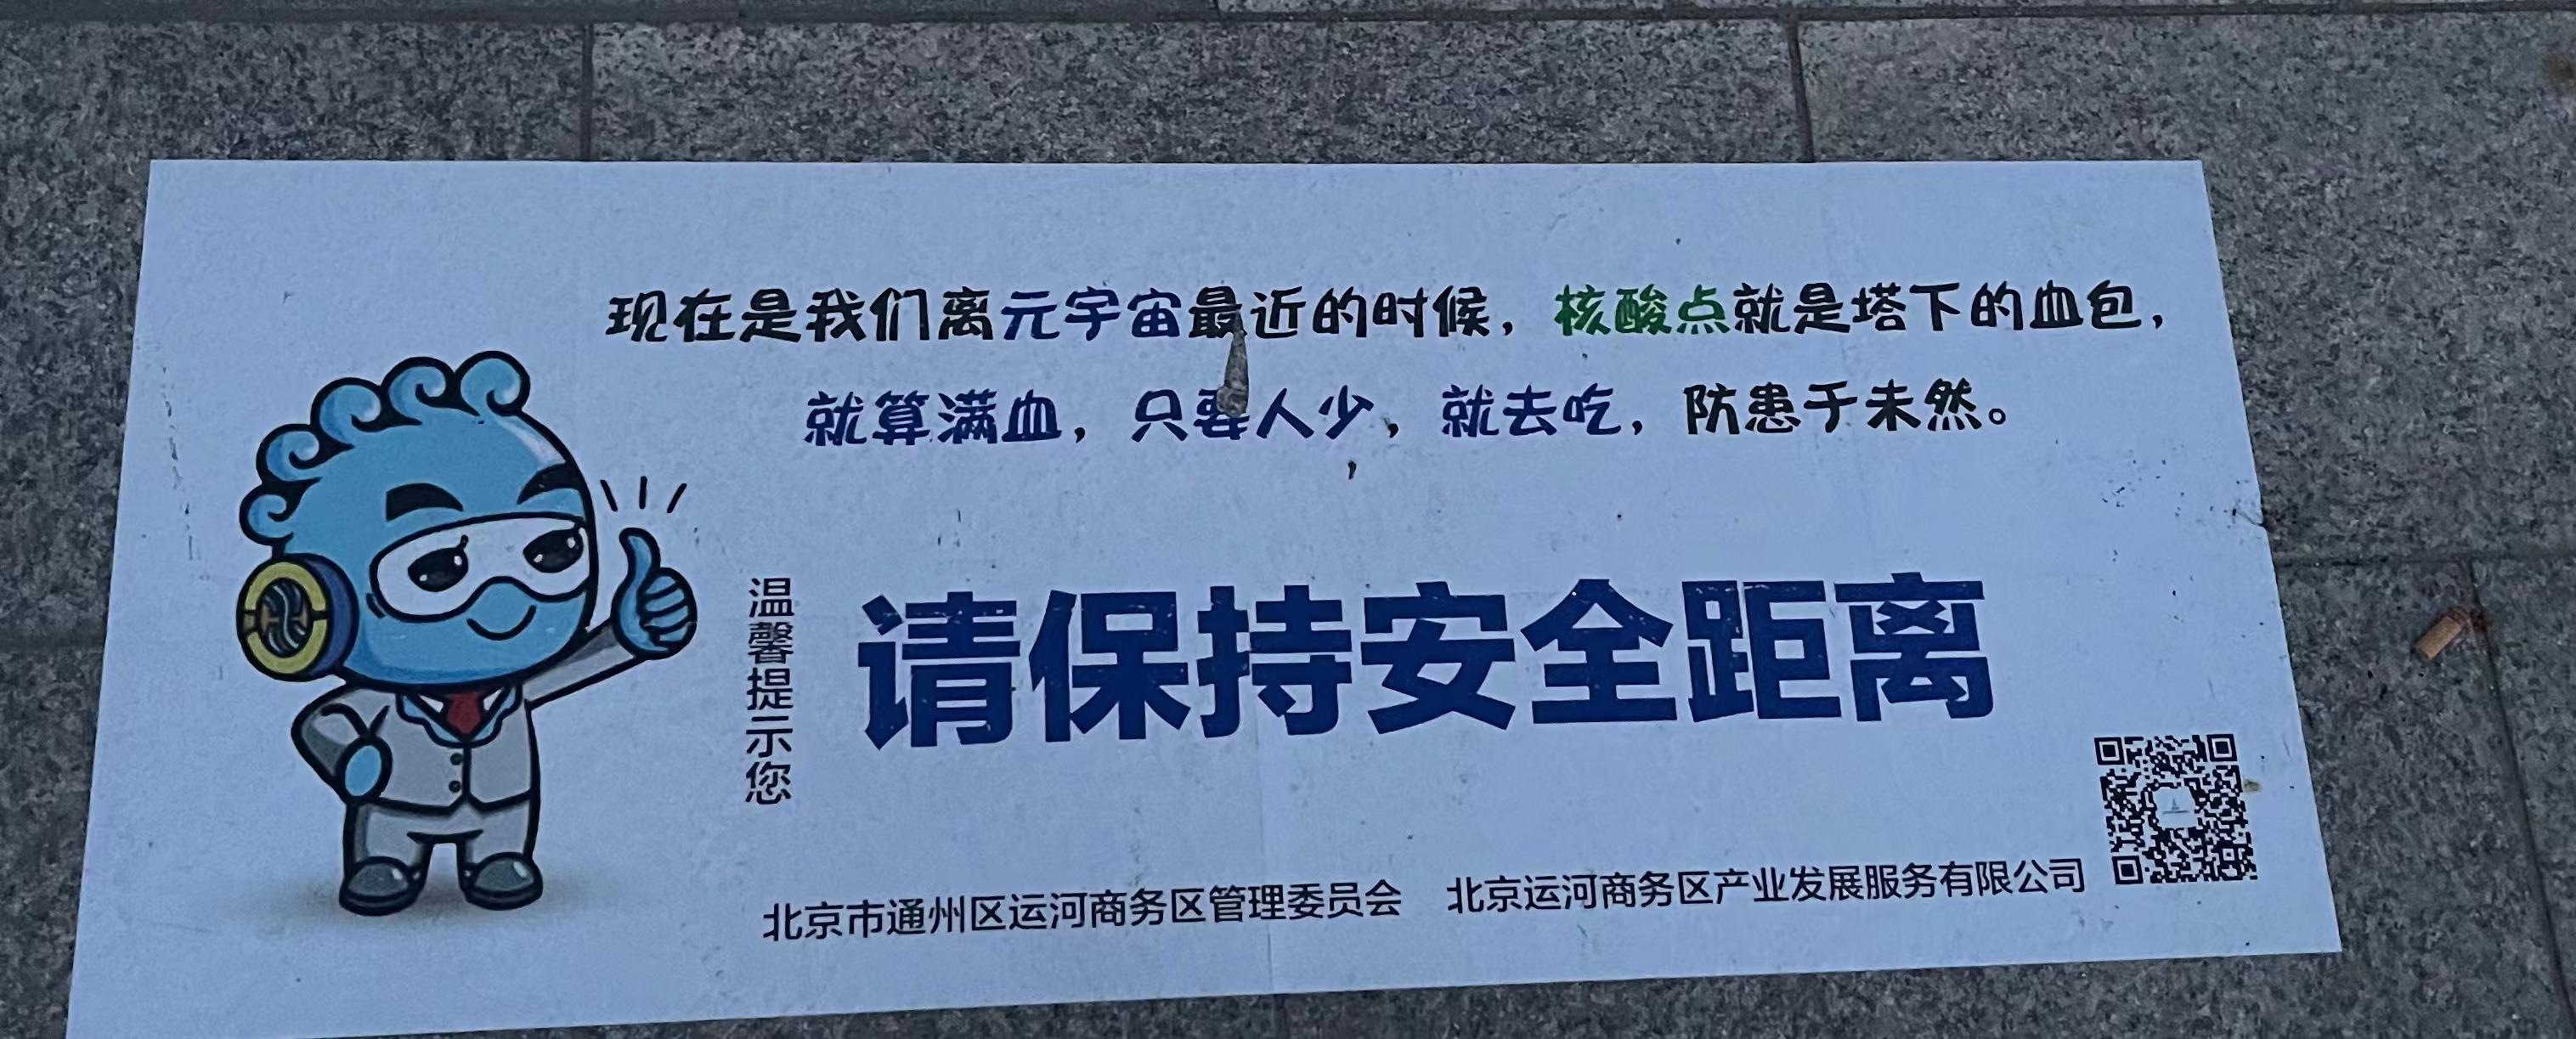 现在是我们离元宇宙最近的时候，核酸点就是塔下的血包，
就算满血，只要人少，就去吃，防患于未然。
温馨提示您
请保持安全距离
北京市通州区运河商务区管理委员会 北京运河商务区产业发展服务有限公司